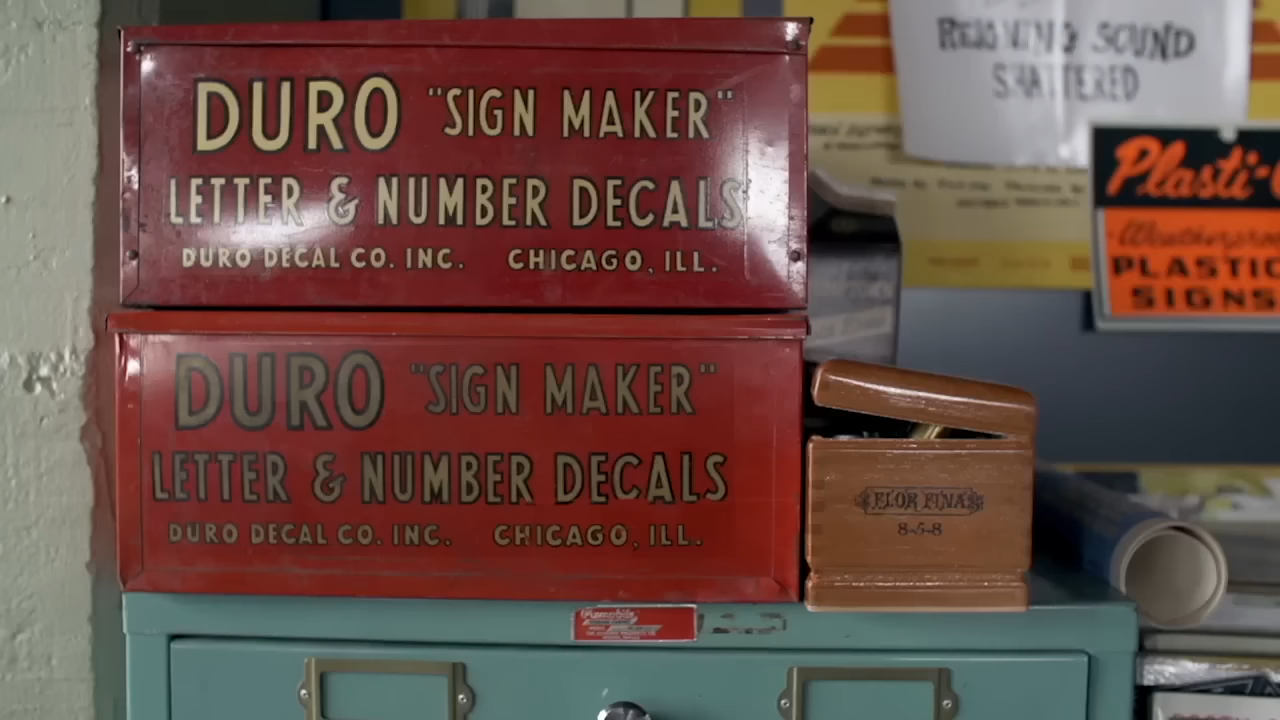 DURO "SIGN MAKER"
LETTER & NUMBER DECALS
DURO DECAL CO. INC. CHICAGO, ILL.
DURO "SIGN MAKER"
LETTER & NUMBER DECALS
DURO DECAL CO. INC. CHICAGO, ILL.
SOUND
SHATTERED
Plasti-
Weatherproof
PLASTIC
SIGNS
FLOR FINA
8-5-8